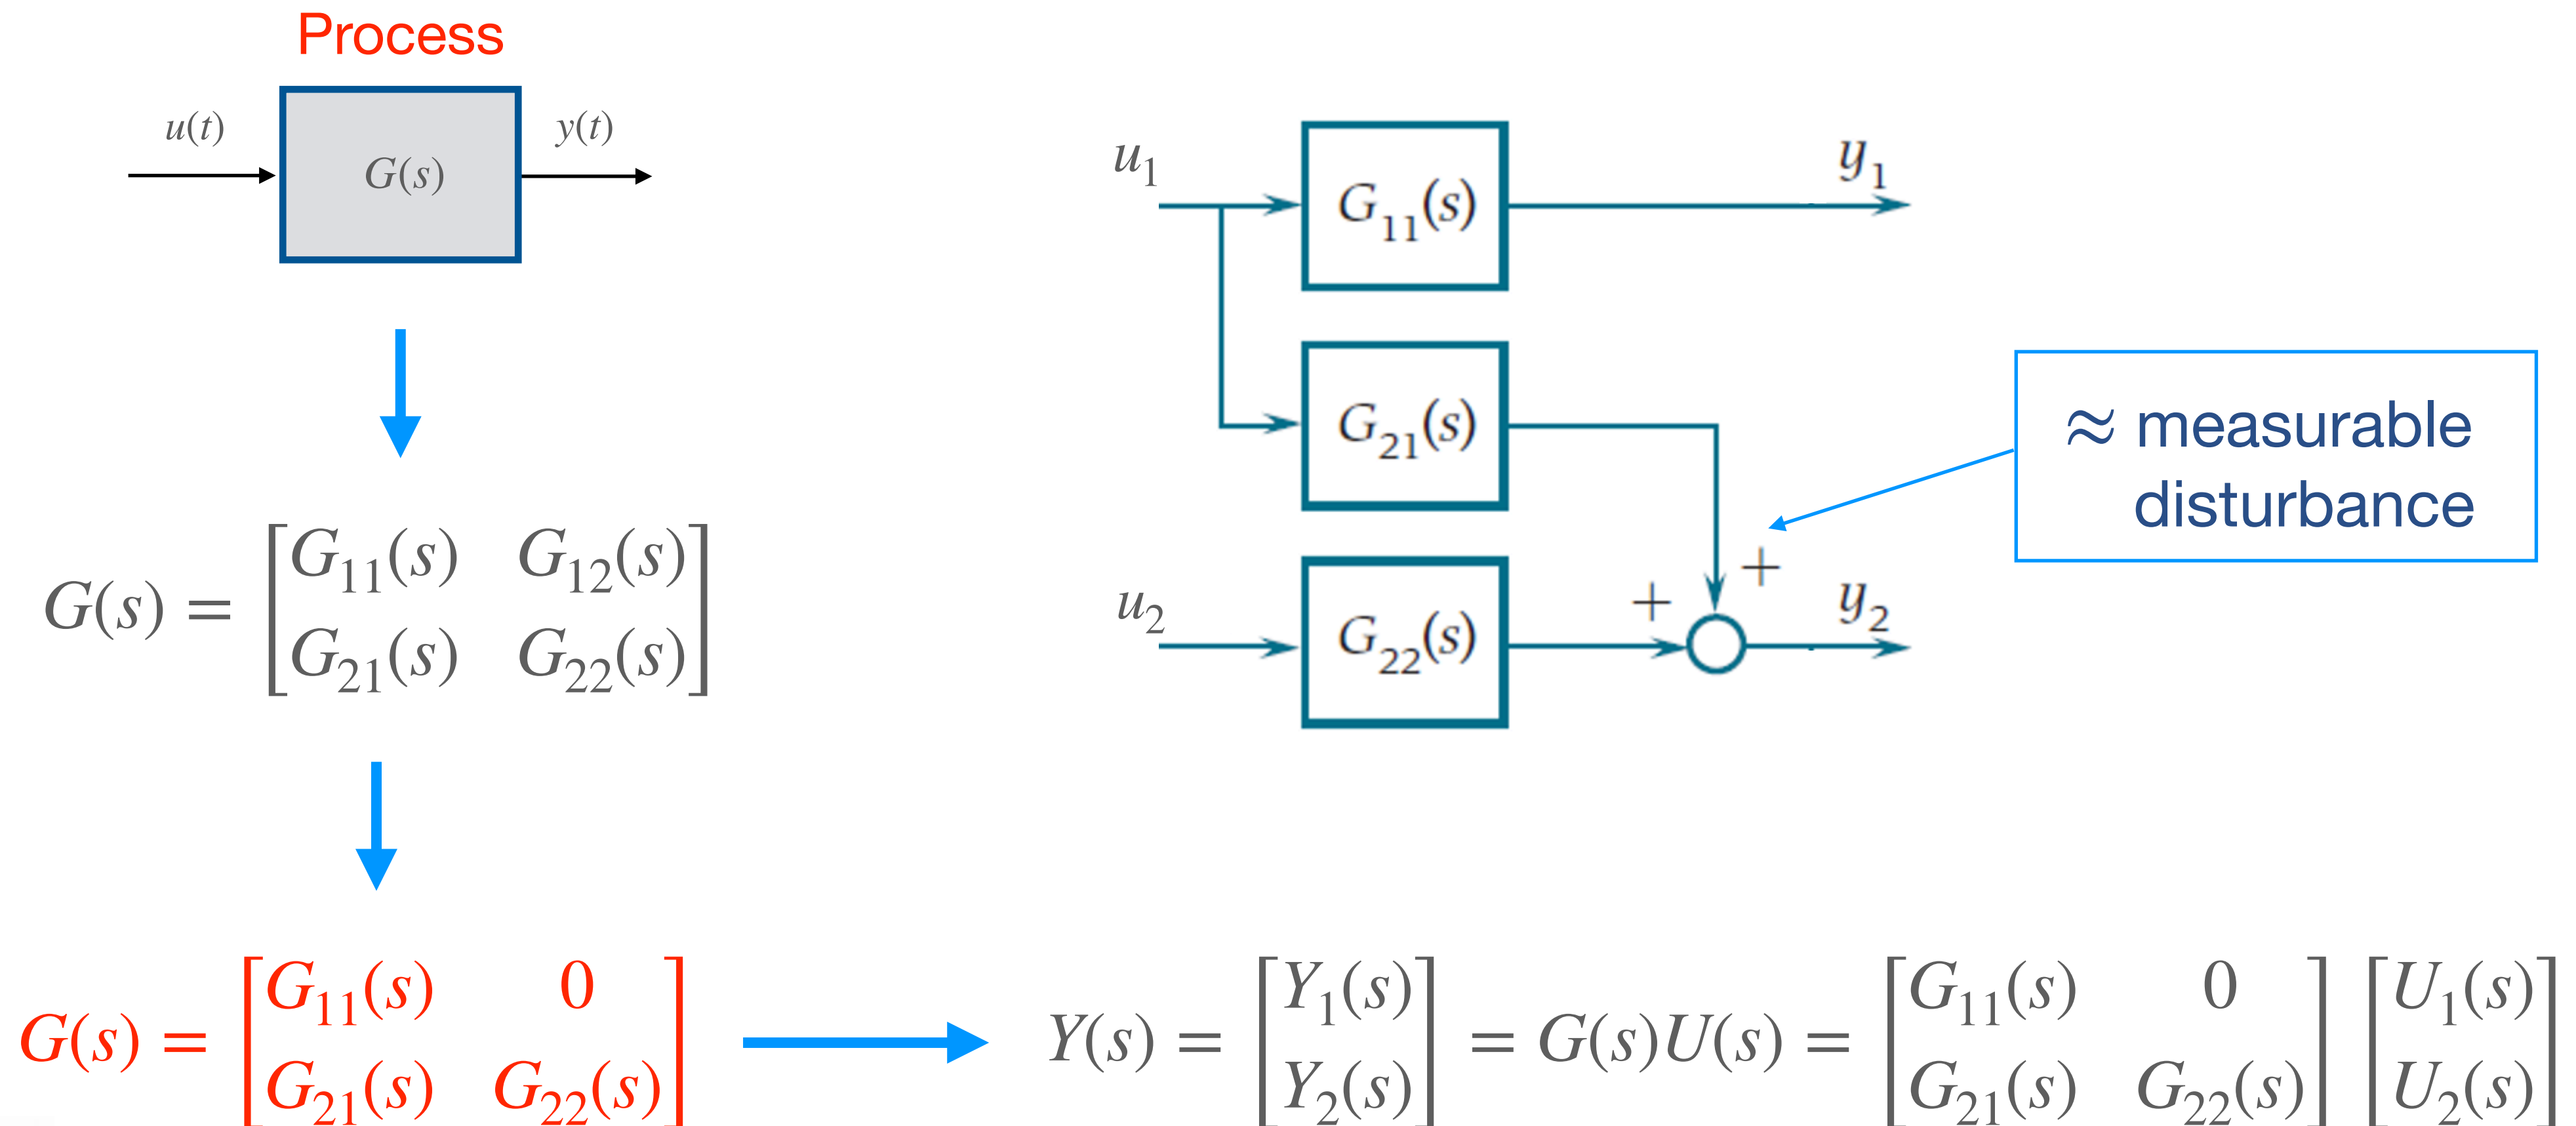 Process
u(t)
G(s)
y(t)
G(s) = [G₁₁(s) G₁₂(s)
G₂₁(s) G₂₂(s)]
G(s) = [G₁₁(s) 0
G₂₁(s) G₂₂(s)]
u₁
G₁₁(s)
y₁
G₂₁(s)
≈ measurable
disturbance
+
+
u₂
G₂₂(s)
y₂
Y(s) = [Y₁(s)
Y₂(s)] = G(s)U(s) = [G₁₁(s) 0
G₂₁(s) G₂₂(s)] [U₁(s)
U₂(s)]